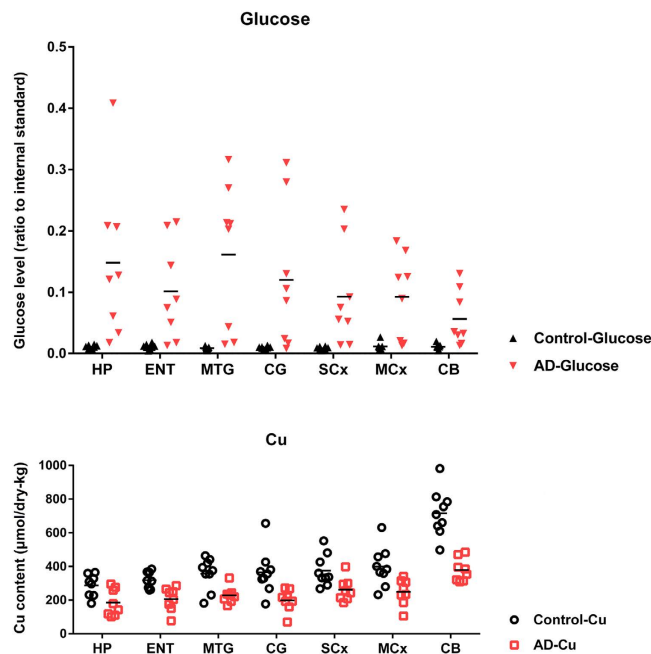 Glucose
Glucose level (ratio to internal standard)
0.5
0.4
0.3
0.2
0.1
0.0
HP ENT MTG CG SCx MCx CB
Control-Glucose
AD-Glucose
Cu
Cu content (µmol/dry-kg)
1000
800
600
400
200
0
HP ENT MTG CG SCx MCx CB
Control-Cu
AD-Cu